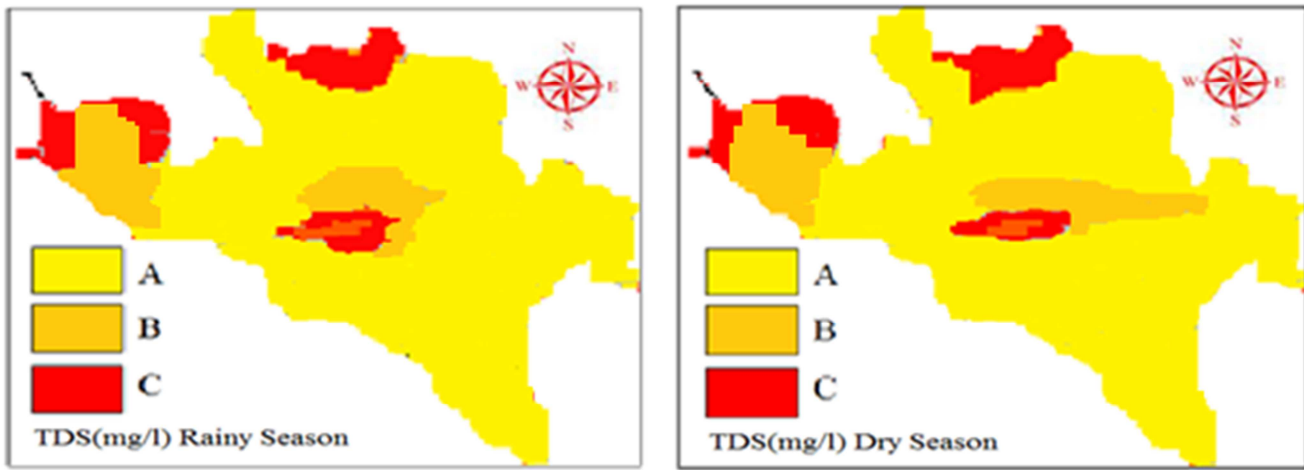 N
W E
S
A
B
C
TDS(mg/l) Rainy Season
N
W E
S
A
B
C
TDS(mg/l) Dry Season